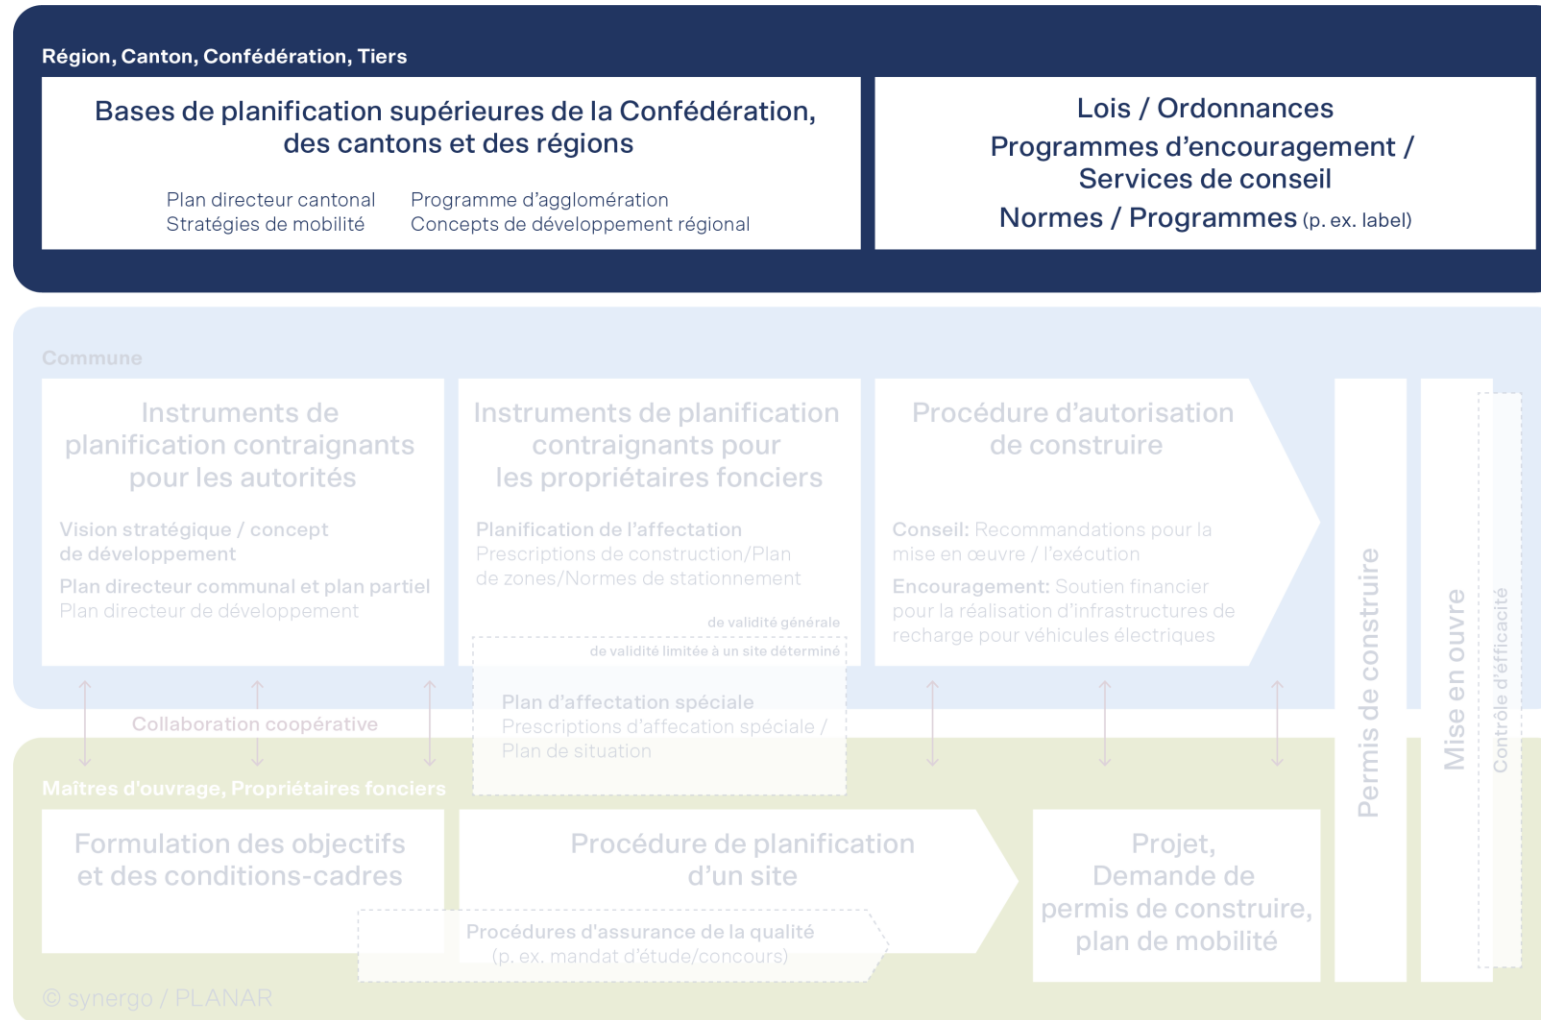 Région, Canton, Confédération, Tiers
Bases de planification supérieures de la Confédération,
des cantons et des régions
Plan directeur cantonal
Stratégies de mobilité
Programme d'agglomération
Concepts de développement régional
Lois / Ordonnances
Programmes d'encouragement /
Services de conseil
Normes / Programmes (p. ex. label)
Commune
Instruments de
planification contraignants
pour les autorités
Vision stratégique / concept
de développement
Plan directeur communal et plan partiel
Plan directeur de développement
Instruments de planification
contraignants pour
les propriétaires fonciers
Planification de l'affectation
Prescriptions de construction/Plan
de zones/Normes de stationnement
de validité générale
de validité limitée à un site déterminé
Plan d'affectation spéciale
Prescriptions d'affecation spéciale /
Plan de situation
Procédure d'autorisation
de construire
Conseil: Recommandations pour la
mise en œuvre / l'exécution
Encouragement: Soutien financier
pour la réalisation d'infrastructures de
recharge pour véhicules électriques
Permis de construire
Mise en ouvre
Contrôle d'éfficacité
Collaboration coopérative
Maîtres d'ouvrage, Propriétaires fonciers
Formulation des objectifs
et des conditions-cadres
Procédure de planification
d'un site
Procédures d'assurance de la qualité
(p. ex. mandat d'étude/concours)
Projet,
Demande de
permis de construire,
plan de mobilité
© synergo / PLANAR